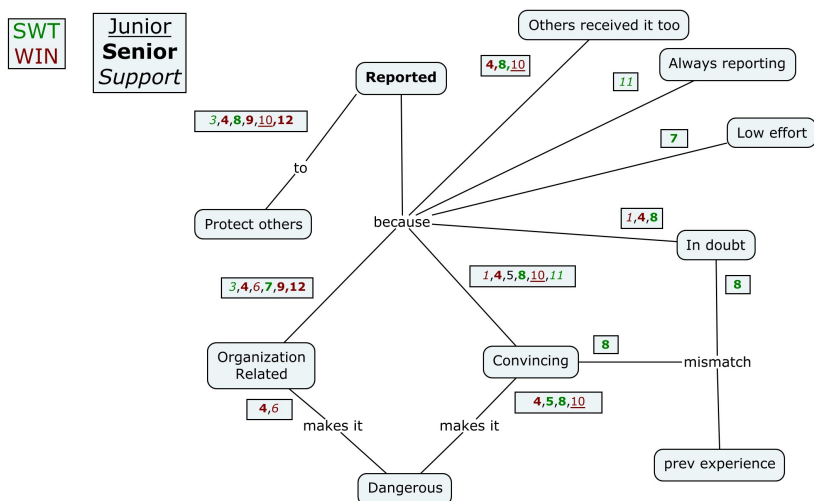 SWT
WIN
Junior
Senior
Support
Others received it too
Reported
4,8,10
Always reporting
11
3,4,8,9,10,12
Low effort
7
to
Protect others
because
1,4,8
In doubt
3,4,6,7,9,12
1,4,5,8,10,11
8
Organization
Related
Convincing
8
mismatch
4,6
4,5,8,10
makes it
makes it
prev experience
Dangerous